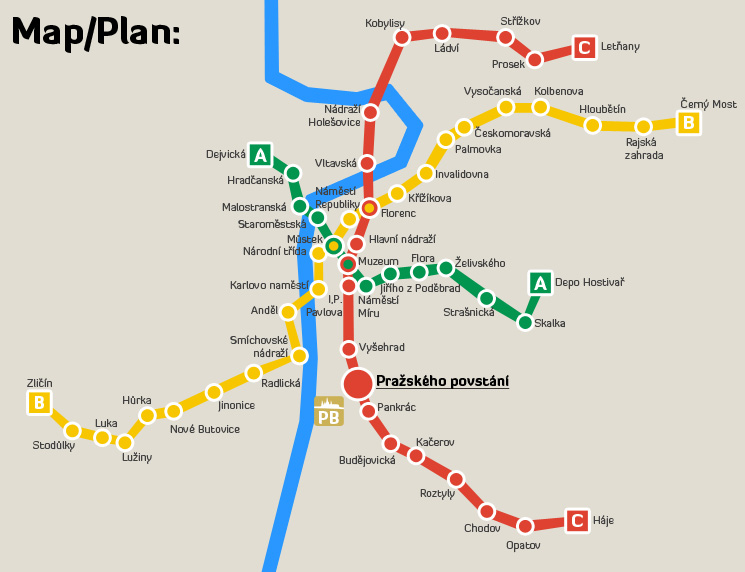 Map/Plan:
Kobylisy
Ládví
Střížkov
Prosek
C
Letňany
Nádraží
Holešovice
Vysočanská
Kolbenova
Hloubětín
Černý Most
B
Rajská
zahrada
Českomoravská
Palmovka
Dejvická
A
Hradčanská
Vltavská
Invalidovna
Křížíkova
Malostranská
Náměstí
Republiky
Florenc
Staroměstská
Můstek
Hlavní nádraží
Národní třída
Muzeum
Flora
Želivského
Karlovo naměstí
Jiřího z Poděbrad
A
Depo Hostivař
I.P.
Pavlova
Náměstí
Míru
Strašnická
Skalka
Anděl
Smíchovské
nádraží
Vyšehrad
Radlická
Pražského povstání
Zličín
B
Hůrka
Jinonice
PB
Pankrác
Luka
Nové Butovice
Stodůlky
Lužiny
Budějovická
Kačerov
Roztyly
Chodov
Opatov
C
Háje